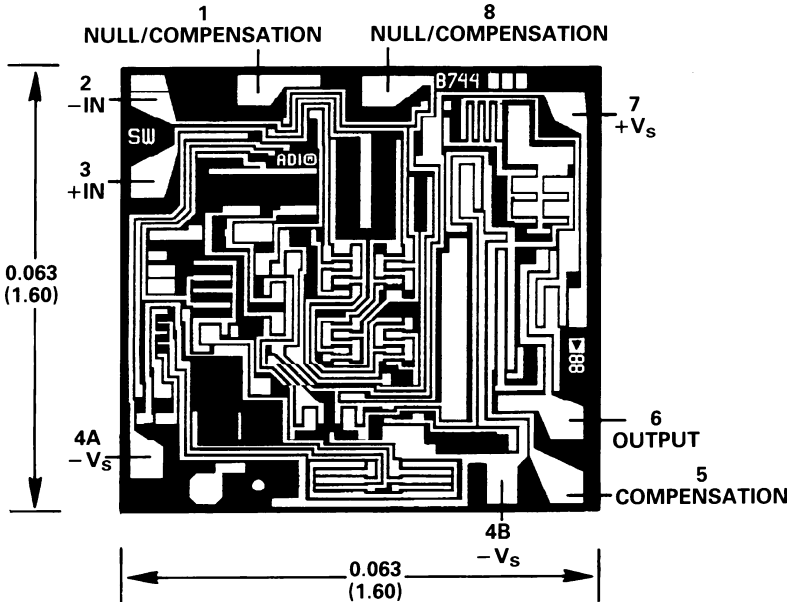 1
NULL/COMPENSATION
8
NULL/COMPENSATION
2
−IN
B744
7
+VS
SW
ADI®
3
+IN
0.063
(1.60)
88
6
OUTPUT
4A
−VS
5
COMPENSATION
4B
−VS
0.063
(1.60)